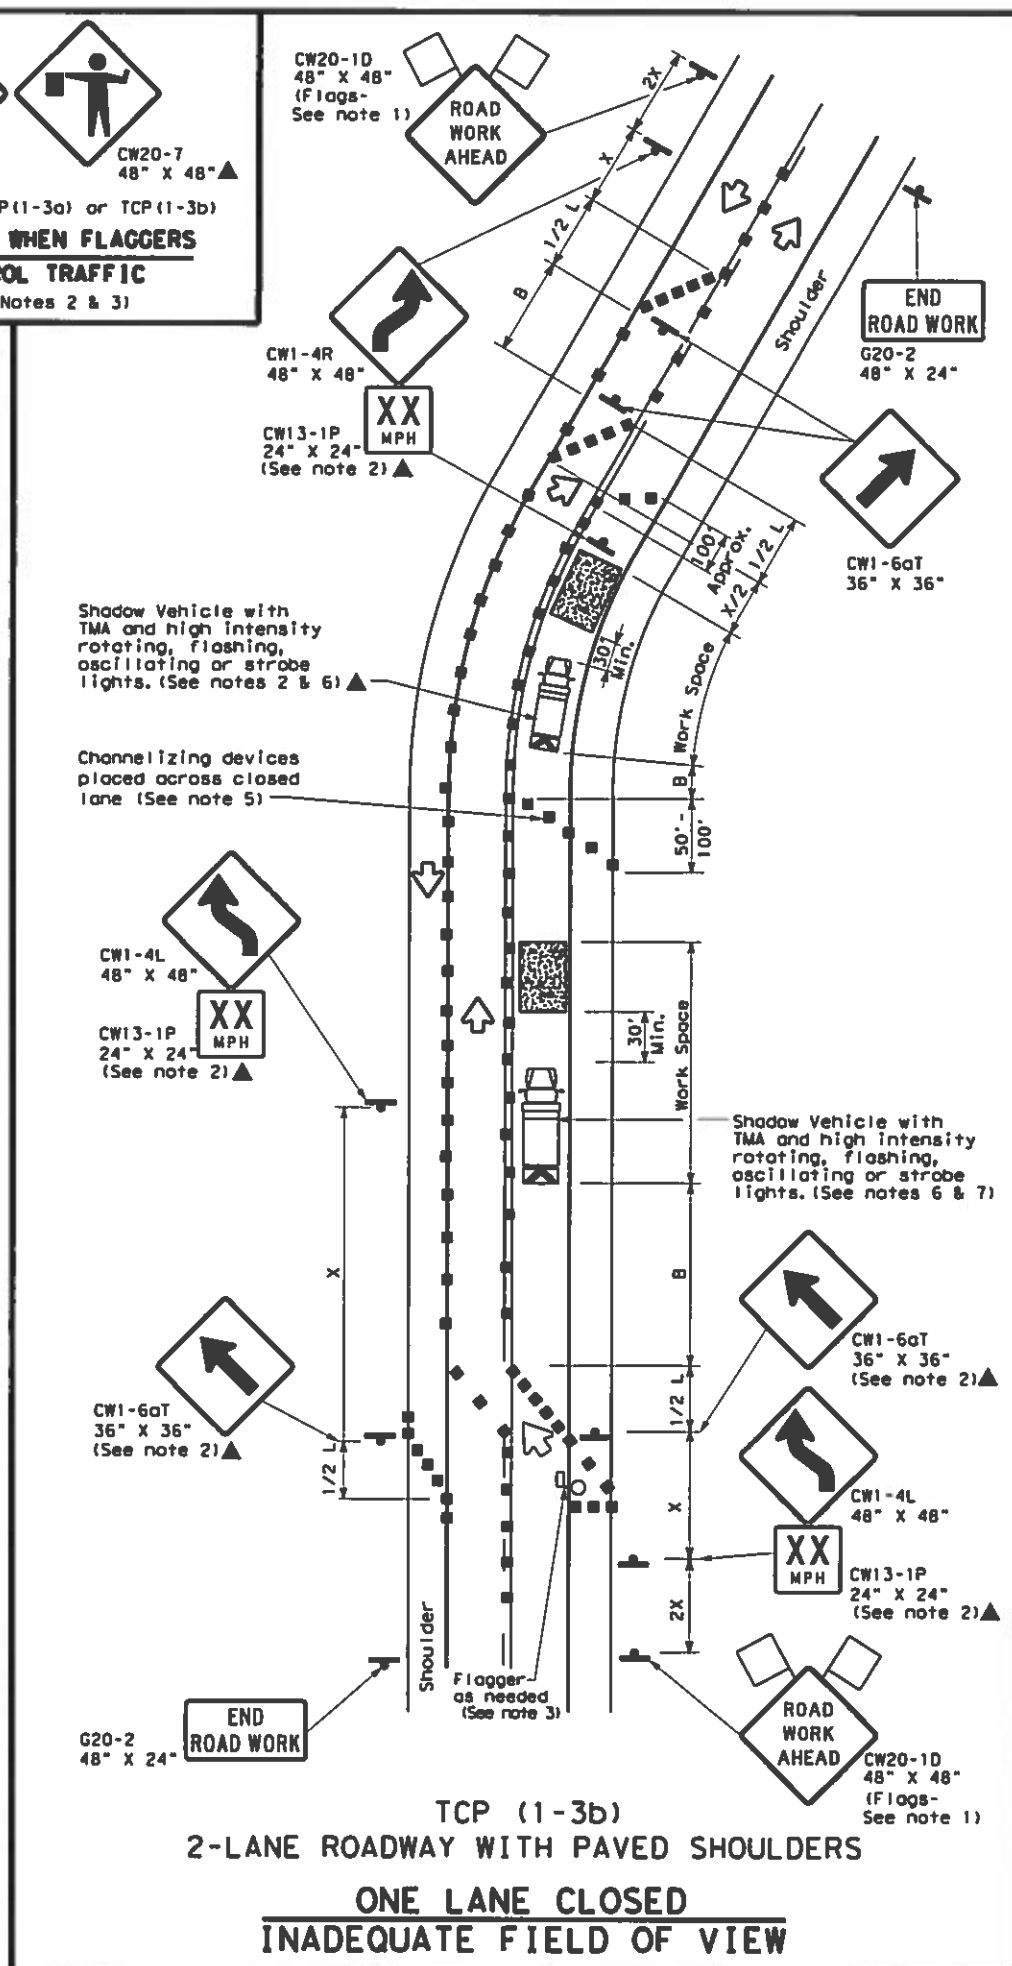 CW20-7
48" X 48"
P(1-3a) or TCP(1-3b)
WHEN FLAGGERS
OL TRAFFIC
Notes 2 & 3)
CW20-1D
48" X 48"
(Flags-
See note 1)
ROAD
WORK
AHEAD
2X
X
1/2 L
B
CW1-4R
48" X 48"
XX
MPH
CW13-1P
24" X 24"
(See note 2)
Shoulder
END
ROAD WORK
G20-2
48" X 24"
CW1-6aT
36" X 36"
100'
Approx.
1/2 L
X/2
30'
Min.
Work Space
B
50'-
100'
Shadow Vehicle with
TMA and high intensity
rotating, flashing,
oscillating or strobe
lights. (See notes 2 & 6)
Channelizing devices
placed across closed
lane (See note 5)
CW1-4L
48" X 48"
XX
MPH
CW13-1P
24" X 24"
(See note 2)
30'
Min.
Work Space
Shadow Vehicle with
TMA and high intensity
rotating, flashing,
oscillating or strobe
lights. (See notes 6 & 7)
X
B
CW1-6aT
36" X 36"
(See note 2)
1/2 L
CW1-6aT
36" X 36"
(See note 2)
1/2 L
X
CW1-4L
48" X 48"
XX
MPH
CW13-1P
24" X 24"
(See note 2)
2X
Shoulder
Flagger
as needed
(See note 3)
G20-2
48" X 24"
END
ROAD WORK
ROAD
WORK
AHEAD
CW20-1D
48" X 48"
(Flags-
See note 1)
TCP (1-3b)
2-LANE ROADWAY WITH PAVED SHOULDERS
ONE LANE CLOSED
INADEQUATE FIELD OF VIEW